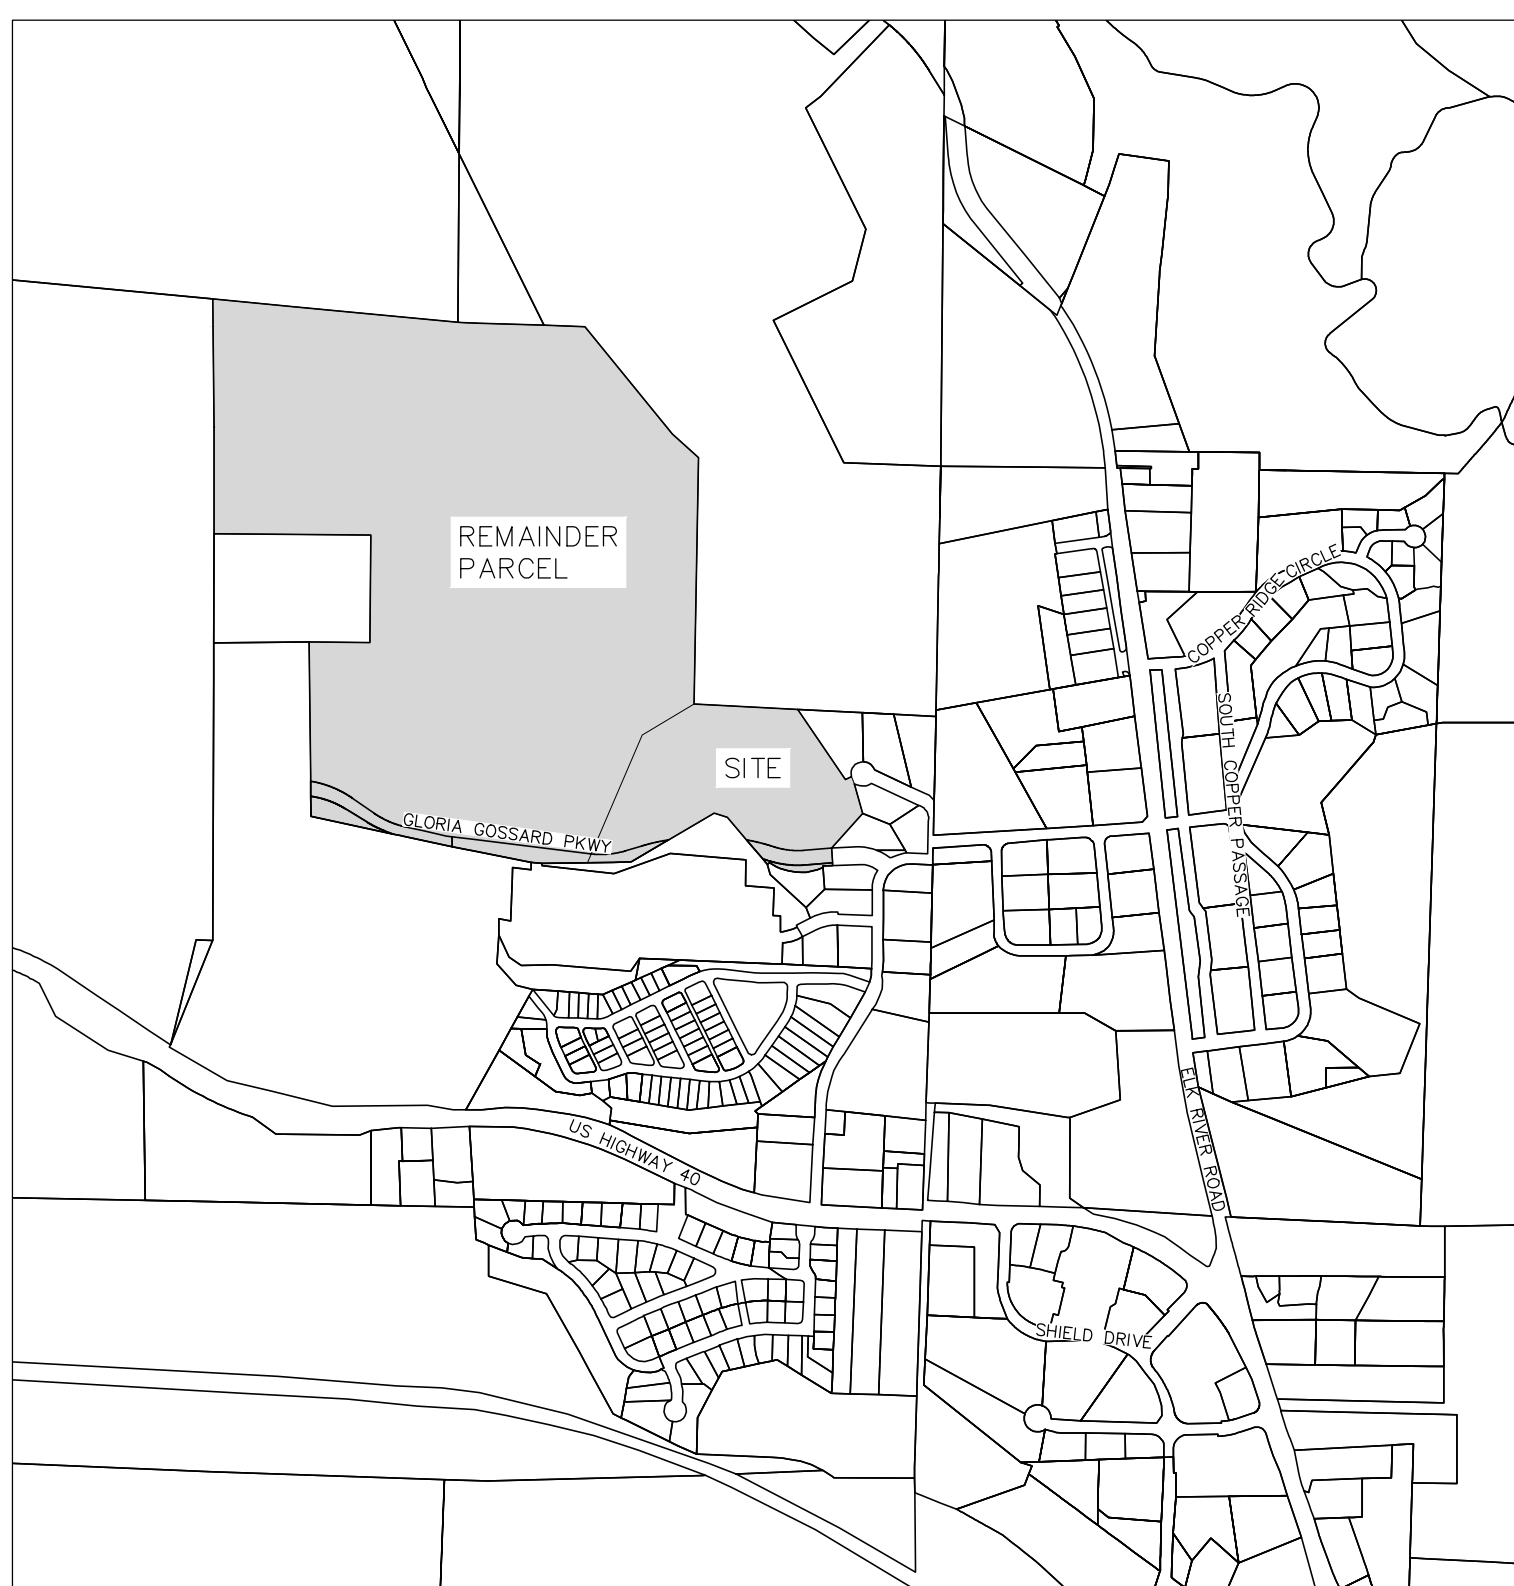 REMAINDER
PARCEL
COPPER RIDGE CIRCLE
SOUTH COPPER PASSAGE
SITE
GLORIA GOSSARD PKWY
US HIGHWAY 40
ELK RIVER ROAD
SHIELD DRIVE